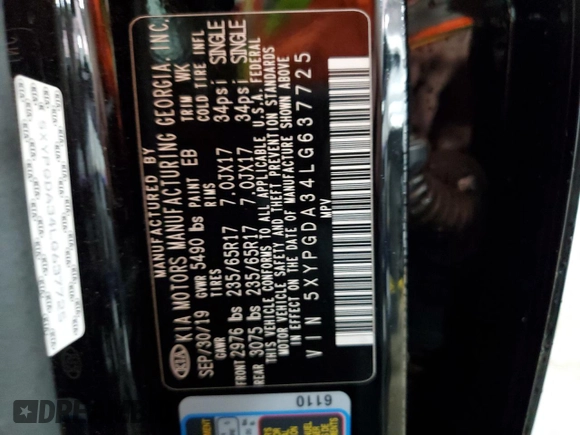 MANUFACTURED BY
KIA MOTORS MANUFACTURING GEORGIA, INC.
SEP/30/19 GVWR 5490 lbs PAINT EB TRIM WK
GAWR TIRES RIMS COLD TIRE INFL
FRONT 2976 lbs 235/65R17 7.0JX17 34psi SINGLE
REAR 3075 lbs 235/65R17 7.0JX17 34psi SINGLE
THIS VEHICLE CONFORMS TO ALL APPLICABLE U.S.A. FEDERAL
MOTOR VEHICLE SAFETY AND THEFT PREVENTION STANDARDS
IN EFFECT ON THE DATE OF MANUFACTURE SHOWN ABOVE
VIN 5XYPGDA34LG637725
MPV
KIA
5XYPGDA34LG637725
6110